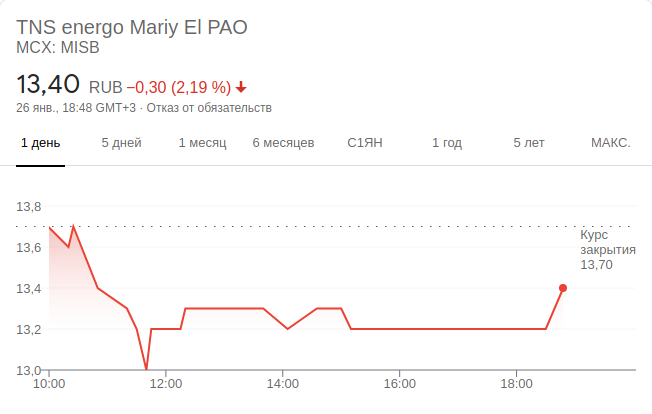 TNS energo Mariy El PAO
MCX: MISB
13,40 RUB −0,30 (2,19 %)
26 янв., 18:48 GMT+3 · Отказ от обязательств
1 день 5 дней 1 месяц 6 месяцев С1ЯН 1 год 5 лет МАКС.
13,8
Курс
закрытия
13,70
13,6
13,4
13,2
13,0
10:00 12:00 14:00 16:00 18:00